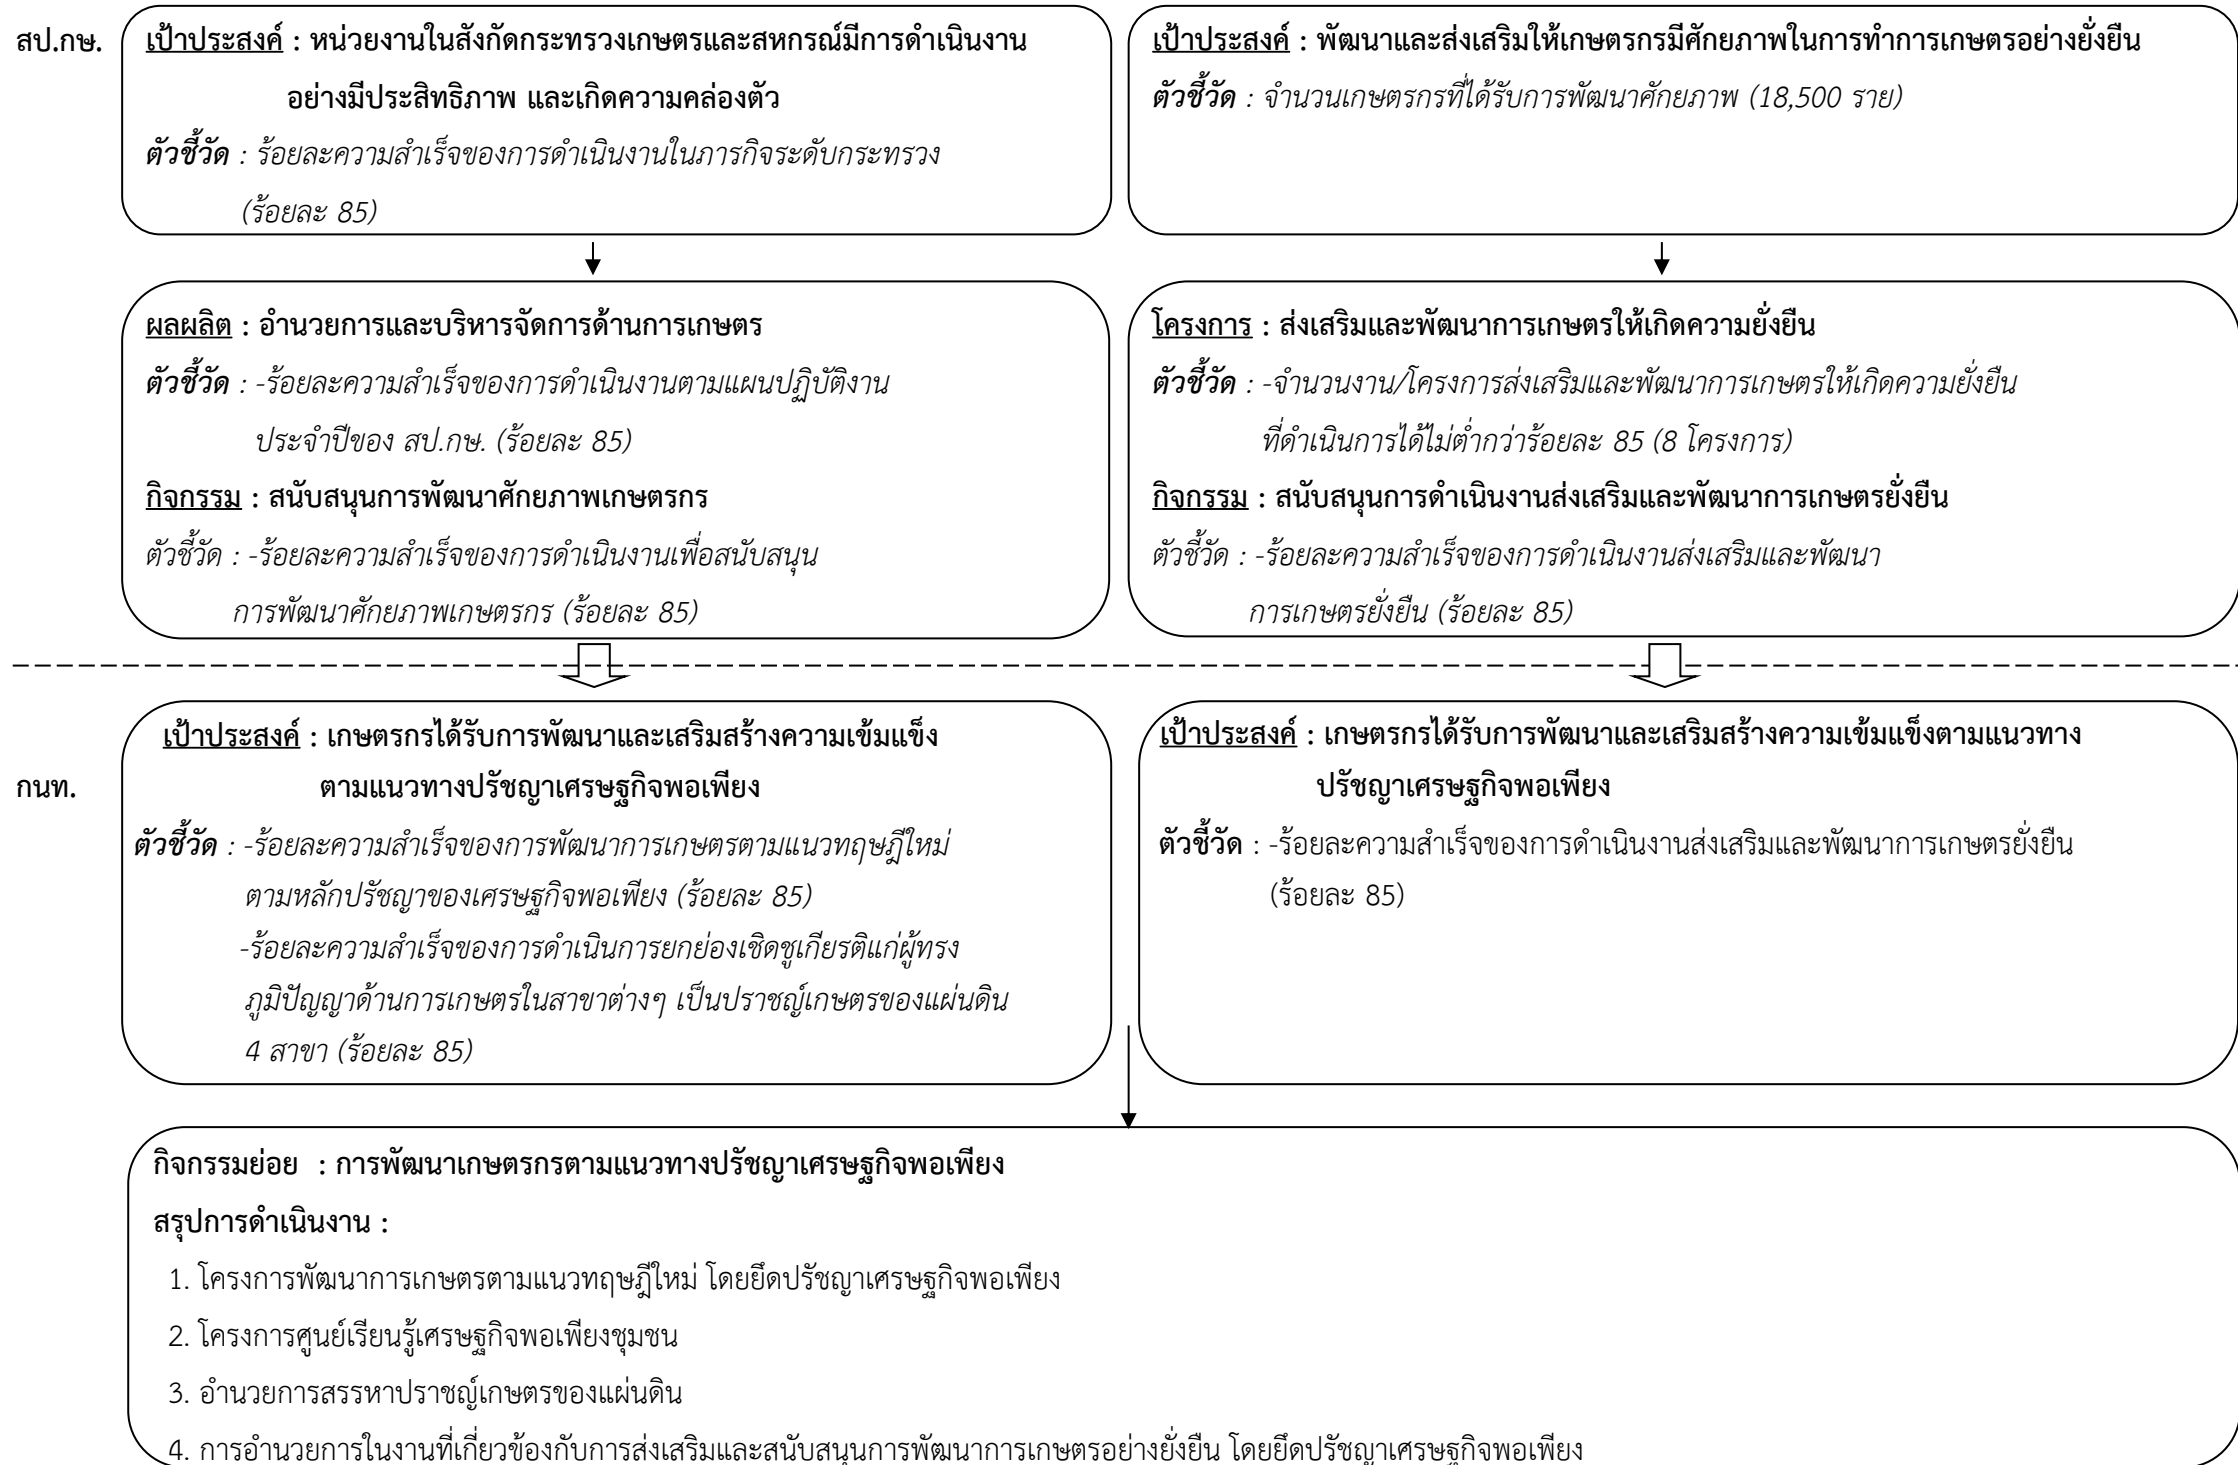 สป.กษ.
เป้าประสงค์ : หน่วยงานในสังกัดกระทรวงเกษตรและสหกรณ์มีการดำเนินงาน
อย่างมีประสิทธิภาพ และเกิดความคล่องตัว
ตัวชี้วัด : ร้อยละความสำเร็จของการดำเนินงานในภารกิจระดับกระทรวง
(ร้อยละ 85)
เป้าประสงค์ : พัฒนาและส่งเสริมให้เกษตรกรมีศักยภาพในการทำการเกษตรอย่างยั่งยืน
ตัวชี้วัด : จำนวนเกษตรกรที่ได้รับการพัฒนาศักยภาพ (18,500 ราย)
ผลผลิต : อำนวยการและบริหารจัดการด้านการเกษตร
ตัวชี้วัด : -ร้อยละความสำเร็จของการดำเนินงานตามแผนปฏิบัติงาน
ประจำปีของ สป.กษ. (ร้อยละ 85)
กิจกรรม : สนับสนุนการพัฒนาศักยภาพเกษตรกร
ตัวชี้วัด : -ร้อยละความสำเร็จของการดำเนินงานเพื่อสนับสนุน
การพัฒนาศักยภาพเกษตรกร (ร้อยละ 85)
โครงการ : ส่งเสริมและพัฒนาการเกษตรให้เกิดความยั่งยืน
ตัวชี้วัด : -จำนวนงาน/โครงการส่งเสริมและพัฒนาการเกษตรให้เกิดความยั่งยืน
ที่ดำเนินการได้ไม่ต่ำกว่าร้อยละ 85 (8 โครงการ)
กิจกรรม : สนับสนุนการดำเนินงานส่งเสริมและพัฒนาการเกษตรยั่งยืน
ตัวชี้วัด : -ร้อยละความสำเร็จของการดำเนินงานส่งเสริมและพัฒนา
การเกษตรยั่งยืน (ร้อยละ 85)
กนท.
เป้าประสงค์ : เกษตรกรได้รับการพัฒนาและเสริมสร้างความเข้มแข็ง
ตามแนวทางปรัชญาเศรษฐกิจพอเพียง
ตัวชี้วัด : -ร้อยละความสำเร็จของการพัฒนาการเกษตรตามแนวทฤษฎีใหม่
ตามหลักปรัชญาของเศรษฐกิจพอเพียง (ร้อยละ 85)
-ร้อยละความสำเร็จของการดำเนินการยกย่องเชิดชูเกียรติแก่ผู้ทรง
ภูมิปัญญาด้านการเกษตรในสาขาต่างๆ เป็นปราชญ์เกษตรของแผ่นดิน
4 สาขา (ร้อยละ 85)
เป้าประสงค์ : เกษตรกรได้รับการพัฒนาและเสริมสร้างความเข้มแข็งตามแนวทาง
ปรัชญาเศรษฐกิจพอเพียง
ตัวชี้วัด : -ร้อยละความสำเร็จของการดำเนินงานส่งเสริมและพัฒนาการเกษตรยั่งยืน
(ร้อยละ 85)
กิจกรรมย่อย : การพัฒนาเกษตรกรตามแนวทางปรัชญาเศรษฐกิจพอเพียง
สรุปการดำเนินงาน :
1. โครงการพัฒนาการเกษตรตามแนวทฤษฎีใหม่ โดยยึดปรัชญาเศรษฐกิจพอเพียง
2. โครงการศูนย์เรียนรู้เศรษฐกิจพอเพียงชุมชน
3. อำนวยการสรรหาปราชญ์เกษตรของแผ่นดิน
4. การอำนวยการในงานที่เกี่ยวข้องกับการส่งเสริมและสนับสนุนการพัฒนาการเกษตรอย่างยั่งยืน โดยยึดปรัชญาเศรษฐกิจพอเพียง